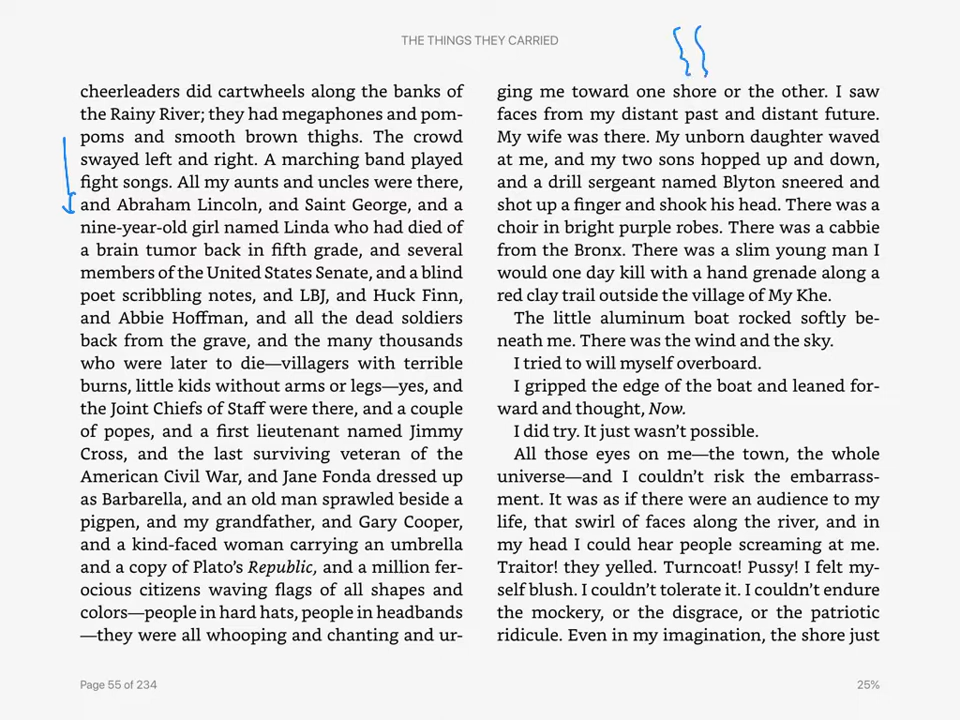 THE THINGS THEY CARRIED
cheerleaders did cartwheels along the banks of
the Rainy River; they had megaphones and pom-
poms and smooth brown thighs. The crowd
swayed left and right. A marching band played
fight songs. All my aunts and uncles were there,
and Abraham Lincoln, and Saint George, and a
nine-year-old girl named Linda who had died of
a brain tumor back in fifth grade, and several
members of the United States Senate, and a blind
poet scribbling notes, and LBJ, and Huck Finn,
and Abbie Hoffman, and all the dead soldiers
back from the grave, and the many thousands
who were later to die—villagers with terrible
burns, little kids without arms or legs—yes, and
the Joint Chiefs of Staff were there, and a couple
of popes, and a first lieutenant named Jimmy
Cross, and the last surviving veteran of the
American Civil War, and Jane Fonda dressed up
as Barbarella, and an old man sprawled beside a
pigpen, and my grandfather, and Gary Cooper,
and a kind-faced woman carrying an umbrella
and a copy of Plato's Republic, and a million fer-
ocious citizens waving flags of all shapes and
colors—people in hard hats, people in headbands
—they were all whooping and chanting and ur-
ging me toward one shore or the other. I saw
faces from my distant past and distant future.
My wife was there. My unborn daughter waved
at me, and my two sons hopped up and down,
and a drill sergeant named Blyton sneered and
shot up a finger and shook his head. There was a
choir in bright purple robes. There was a cabbie
from the Bronx. There was a slim young man I
would one day kill with a hand grenade along a
red clay trail outside the village of My Khe.
The little aluminum boat rocked softly be-
neath me. There was the wind and the sky.
I tried to will myself overboard.
I gripped the edge of the boat and leaned for-
ward and thought, Now.
I did try. It just wasn't possible.
All those eyes on me—the town, the whole
universe—and I couldn't risk the embarrass-
ment. It was as if there were an audience to my
life, that swirl of faces along the river, and in
my head I could hear people screaming at me.
Traitor! they yelled. Turncoat! Pussy! I felt my-
self blush. I couldn't tolerate it. I couldn't endure
the mockery, or the disgrace, or the patriotic
ridicule. Even in my imagination, the shore just
Page 55 of 234
25%